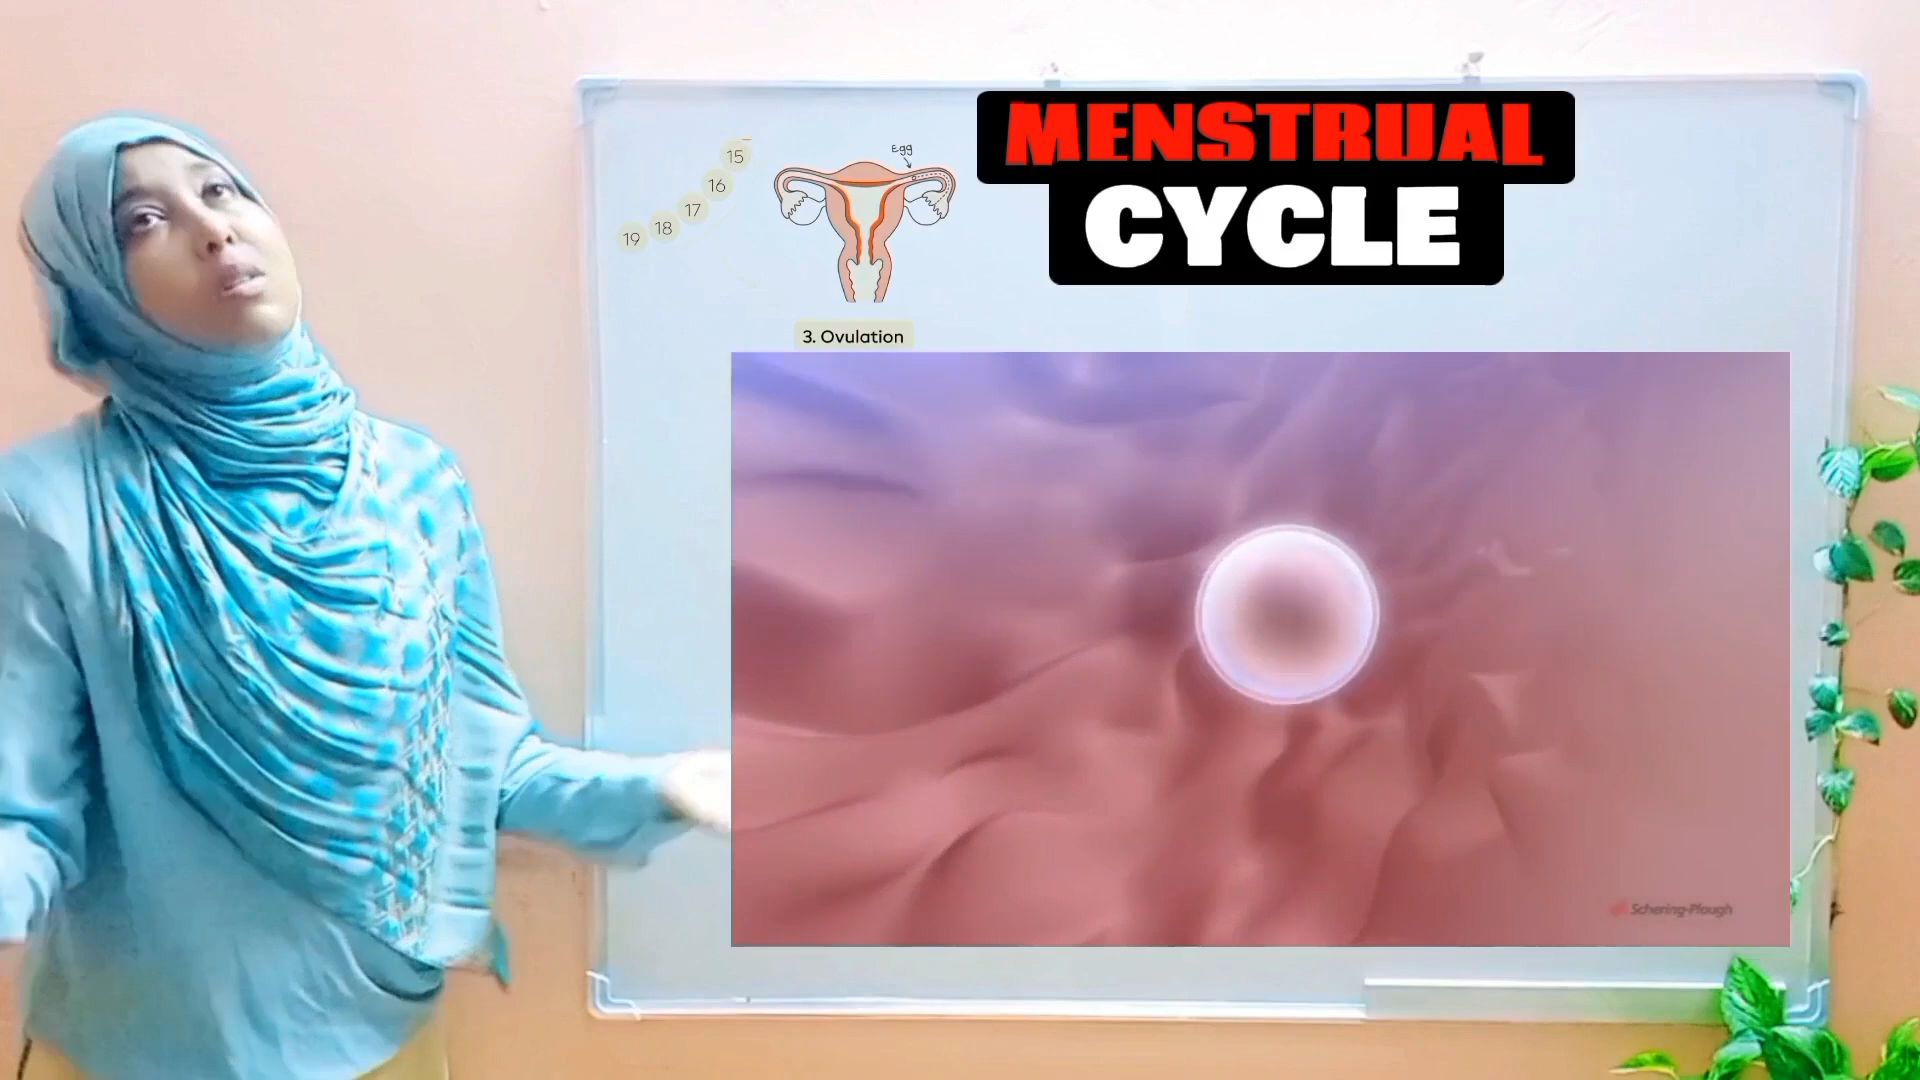 MENSTRUAL
CYCLE
Egg
15
16
17
18
19
3. Ovulation
Schering-Plough